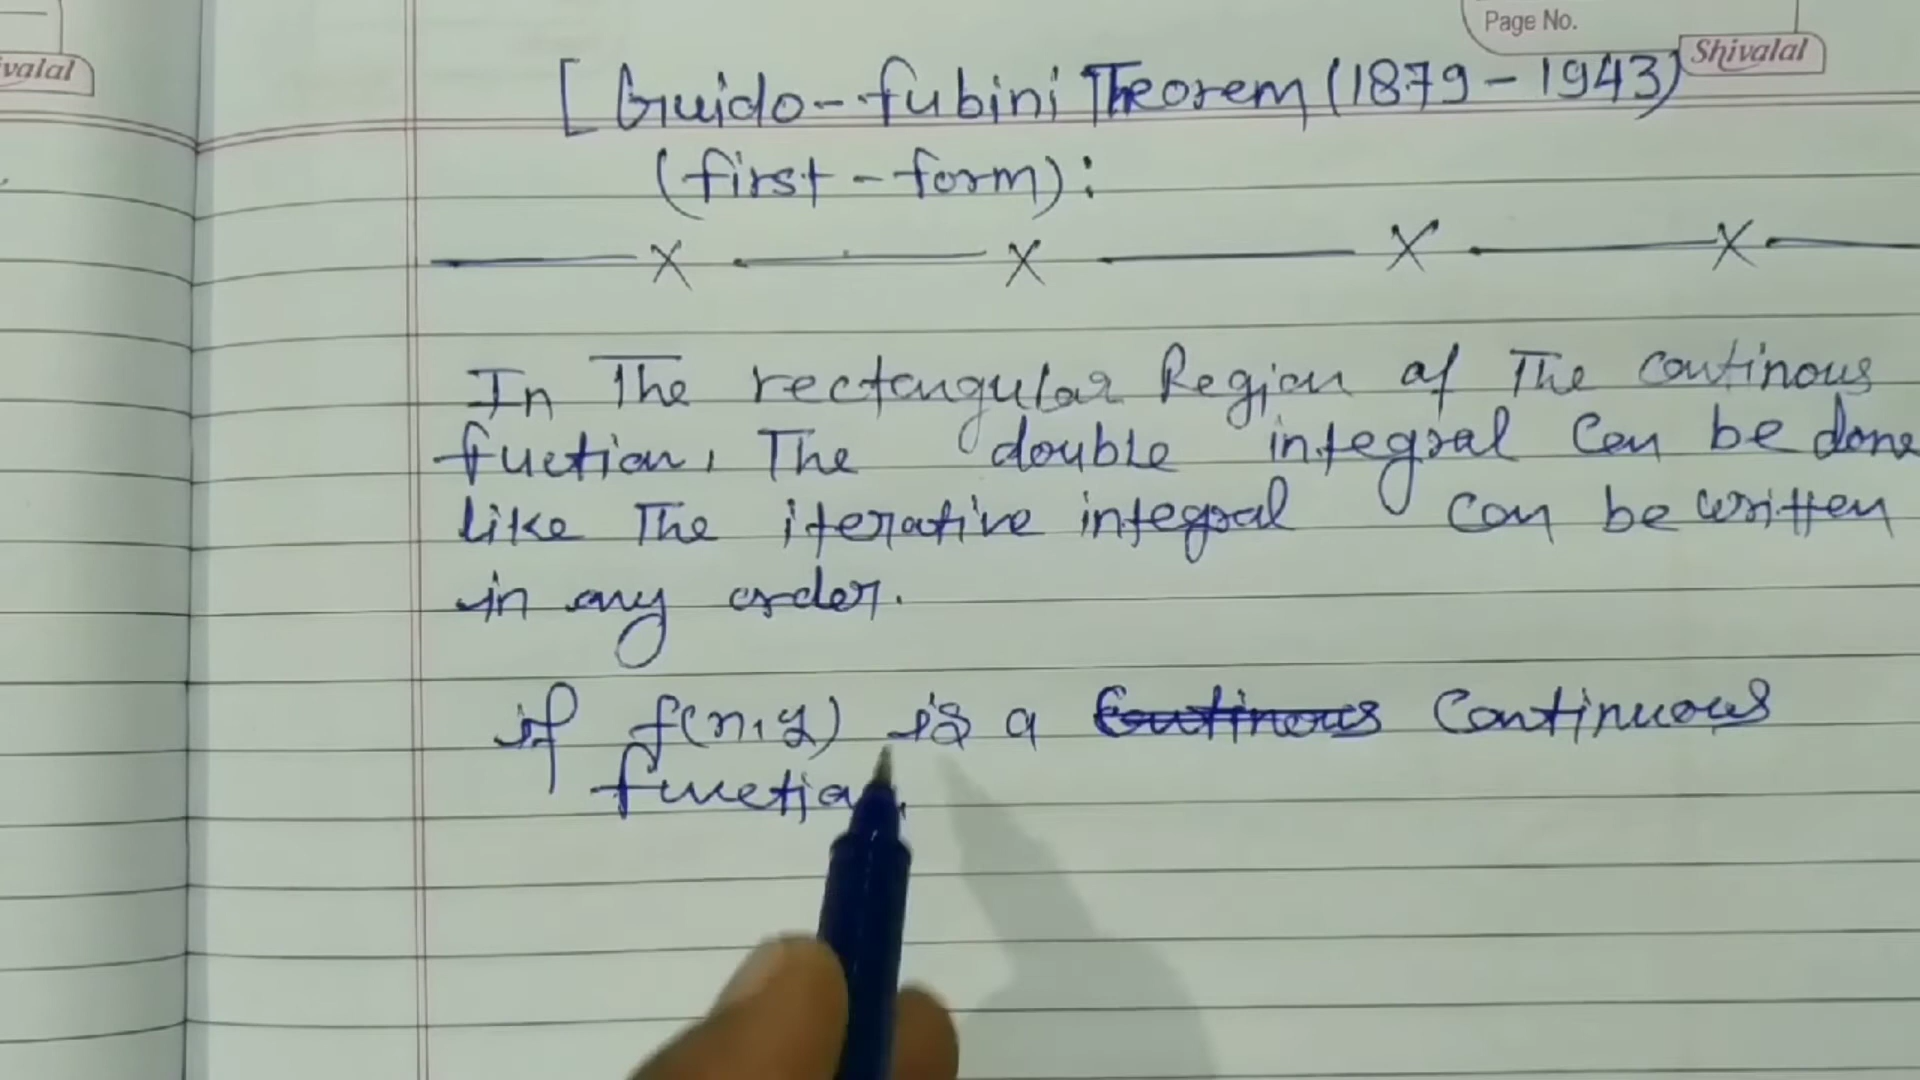 Page No.
Shivalal
valal
[ Guido-fubini Theorem (1879-1943)
(first-form):
In The rectangular Region of The continous
fuction, The double integral can be done
like The iterative integral can be written
in any order.
if f(x,y) is a Continous Continuous
function,